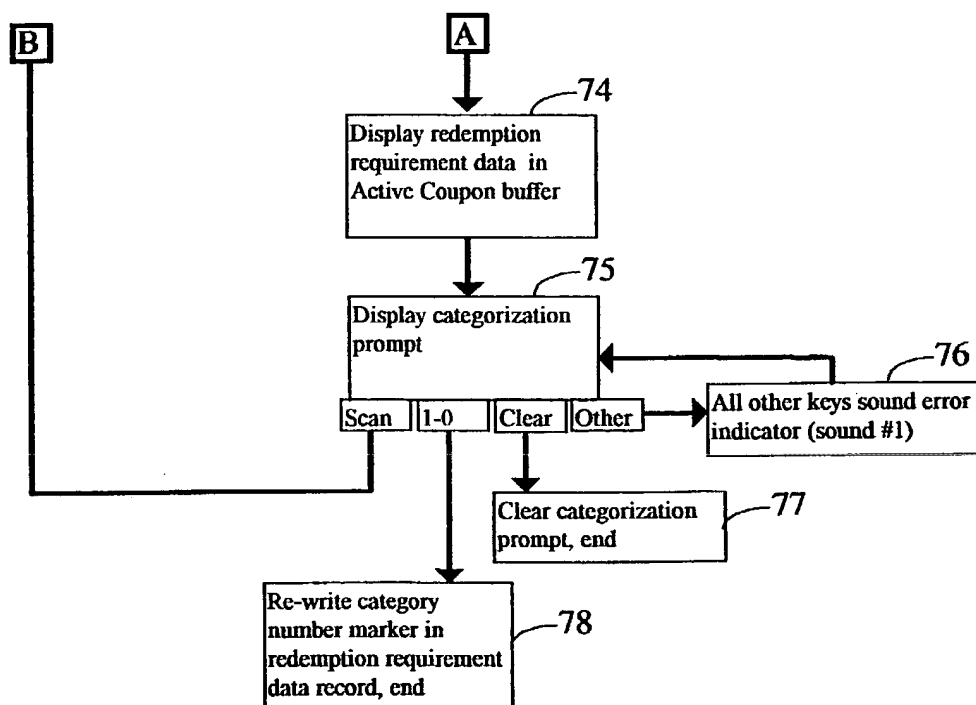 B
A
74
Display redemption
requirement data in
Active Coupon buffer
75
Display categorization
prompt
76
Scan
1-0
Clear
Other
All other keys sound error
indicator (sound #1)
Clear categorization
prompt, end
77
Re-write category
number marker in
redemption requirement
data record, end
78